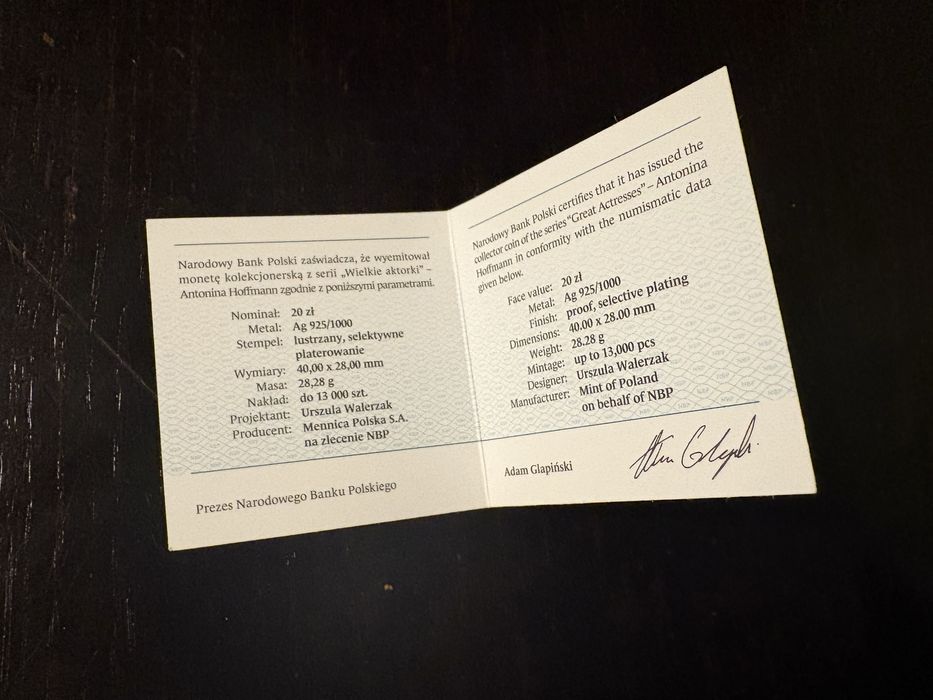 Narodowy Bank Polski zaświadcza, że wyemitował
monetę kolekcjonerską z serii „Wielkie aktorki” –
Antonina Hoffmann zgodnie z poniższymi parametrami.
Nominał: 20 zł
Metal: Ag 925/1000
Stempel: lustrzany, selektywne
platerowanie
Wymiary: 40,00 x 28,00 mm
Masa: 28,28 g
Nakład: do 13 000 szt.
Projektant: Urszula Walerzak
Producent: Mennica Polska S.A.
na zlecenie NBP
Prezes Narodowego Banku Polskiego
Narodowy Bank Polski certifies that it has issued the
collector coin of the series “Great Actresses” – Antonina
Hoffmann in conformity with the numismatic data
given below.
Face value: 20 zł
Metal: Ag 925/1000
Finish: proof, selective plating
Dimensions: 40.00 x 28.00 mm
Weight: 28.28 g
Mintage: up to 13,000 pcs
Designer: Urszula Walerzak
Manufacturer: Mint of Poland
on behalf of NBP
Adam Glapiński